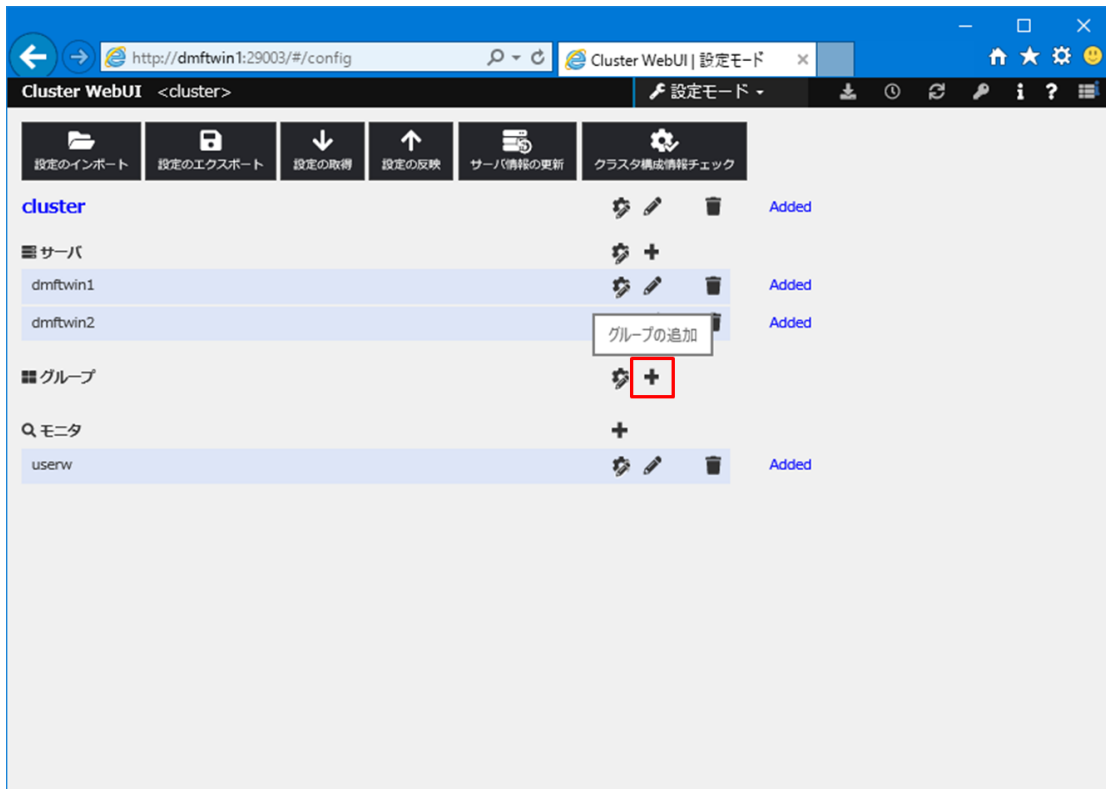 http://dmftwin1:29003/#/config
Cluster WebUI | 設定モード
Cluster WebUI <cluster> 設定モード
設定のインポート 設定のエクスポート 設定の取得 設定の反映 サーバ情報の更新 クラスタ構成情報チェック
cluster Added
サーバ
dmftwin1 Added
dmftwin2 Added
グループの追加
グループ
モニタ
userw Added